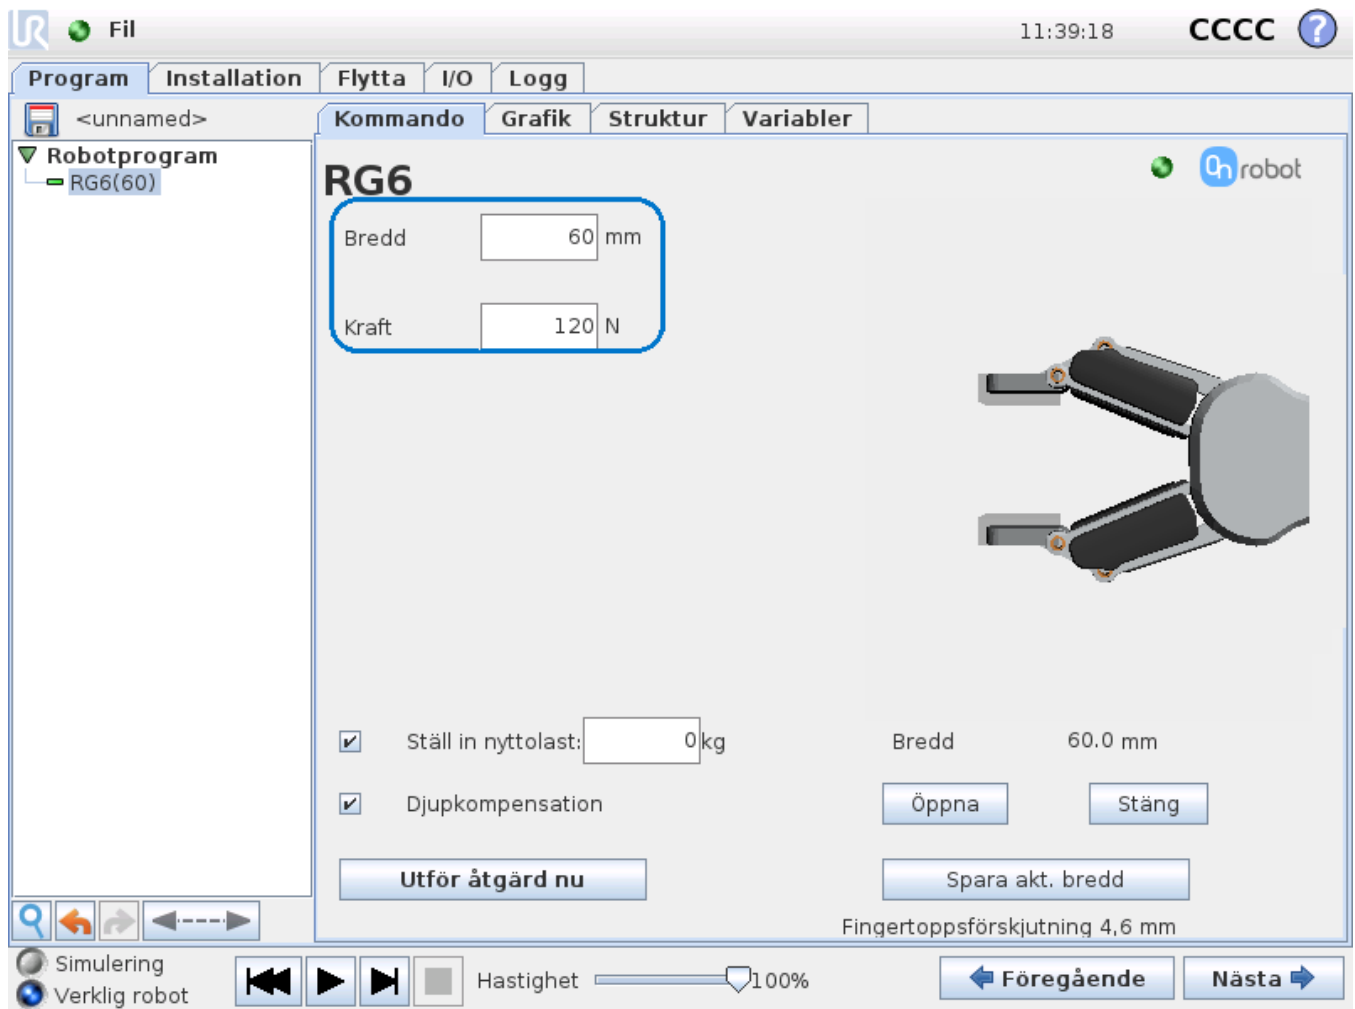 UR
Fil
11:39:18
CCCC
?
Program Installation Flytta I/O Logg
<unnamed>
Kommando Grafik Struktur Variabler
Robotprogram
RG6(60)
RG6
On robot
Bredd 60 mm
Kraft 120 N
Ställ in nyttolast: 0 kg
Bredd 60.0 mm
Djupkompensation
Öppna Stäng
Utför åtgärd nu
Spara akt. bredd
Fingertoppsförskjutning 4,6 mm
Simulering
Verklig robot
Hastighet 100%
Föregående Nästa